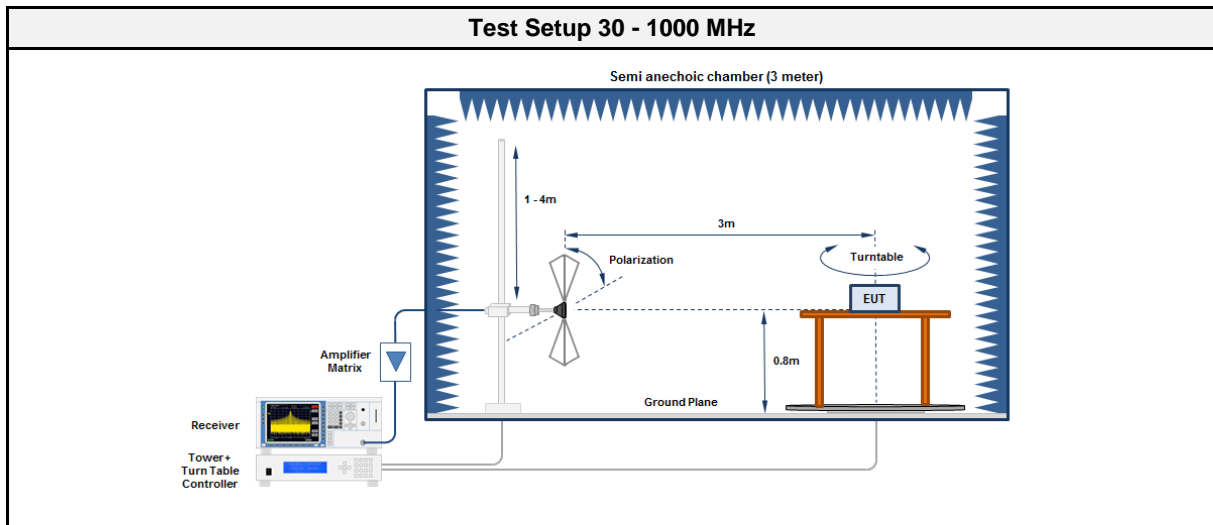 Test Setup 30 - 1000 MHz
Semi anechoic chamber (3 meter)
1 - 4m
3m
Polarization
Turntable
EUT
Amplifier
Matrix
0.8m
Ground Plane
Receiver
Tower+
Turn Table
Controller